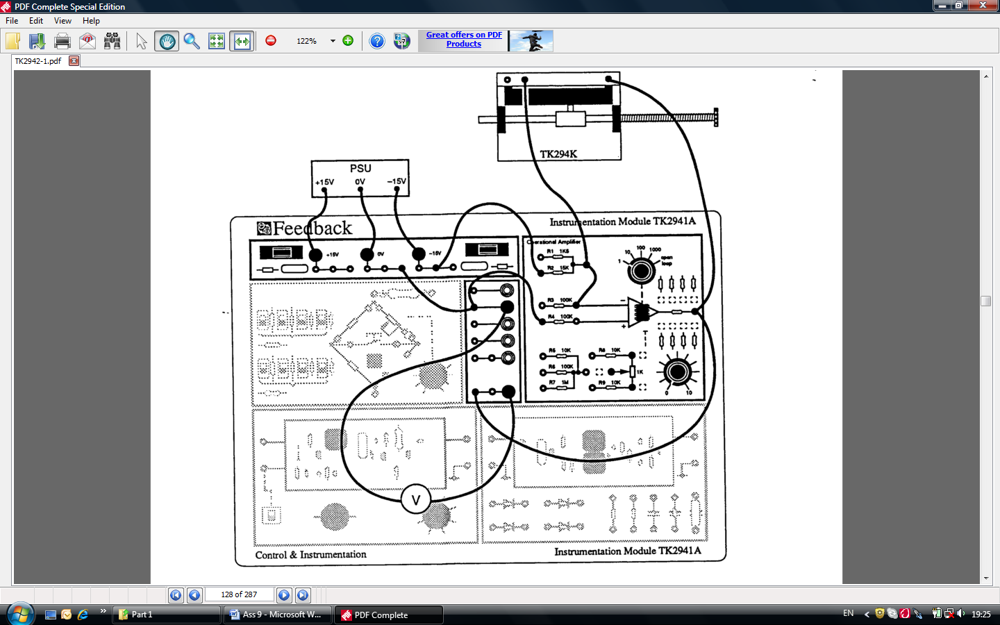 PDF Complete Special Edition
File Edit View Help
122%
Great offers on PDF
Products
TK2942-1.pdf
TK294K
PSU
+15V 0V −15V
Feedback
Instrumentation Module TK2941A
+15V 0V −15V
Operational Amplifier
R1 1K5
R2 15K
R3 100K
R4 100K
1 10 100 1000 open
loop
−
+
R5 10K
R6 100K
R7 1M
R8 10K
1K
R9 10K
0 10
V
Control & Instrumentation
Instrumentation Module TK2941A
128 of 287
Part 1
Ass 9 - Microsoft W...
PDF Complete
EN
19:25